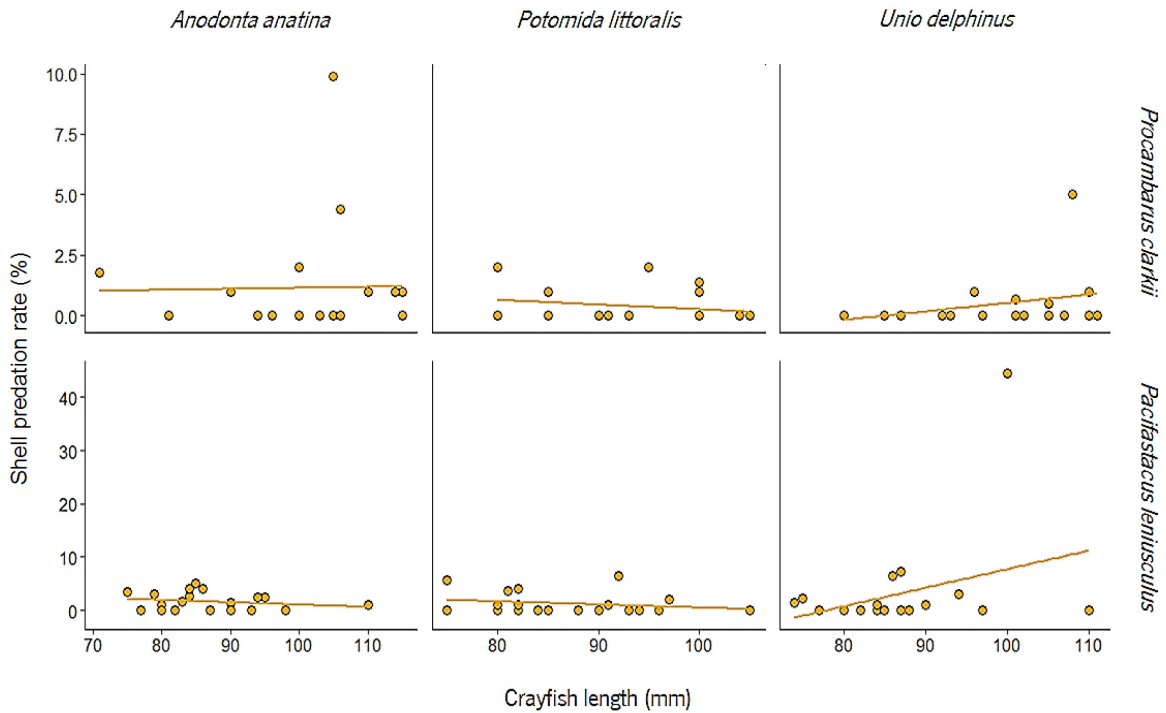 Anodonta anatina Potomida littoralis Unio delphinus
10.0
7.5
5.0
2.5
0.0
Procambarus clarkii
Shell predation rate (%)
40
30
20
10
0
Pacifastacus leniusculus
70 80 90 100 110 80 90 100 80 90 100 110
Crayfish length (mm)